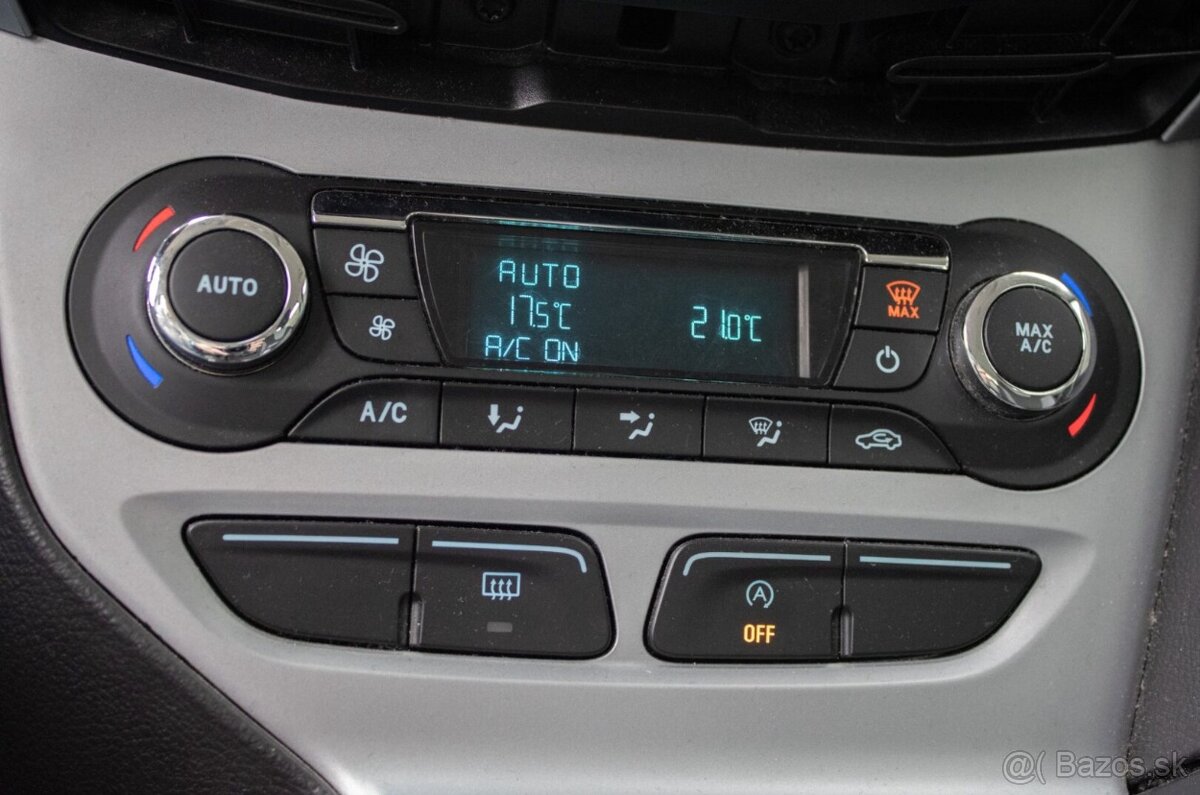 AUTO
AUTO
17.5°C
21.0°C
A/C ON
MAX
MAX
A/C
A/C
A
OFF
@( Bazos.sk